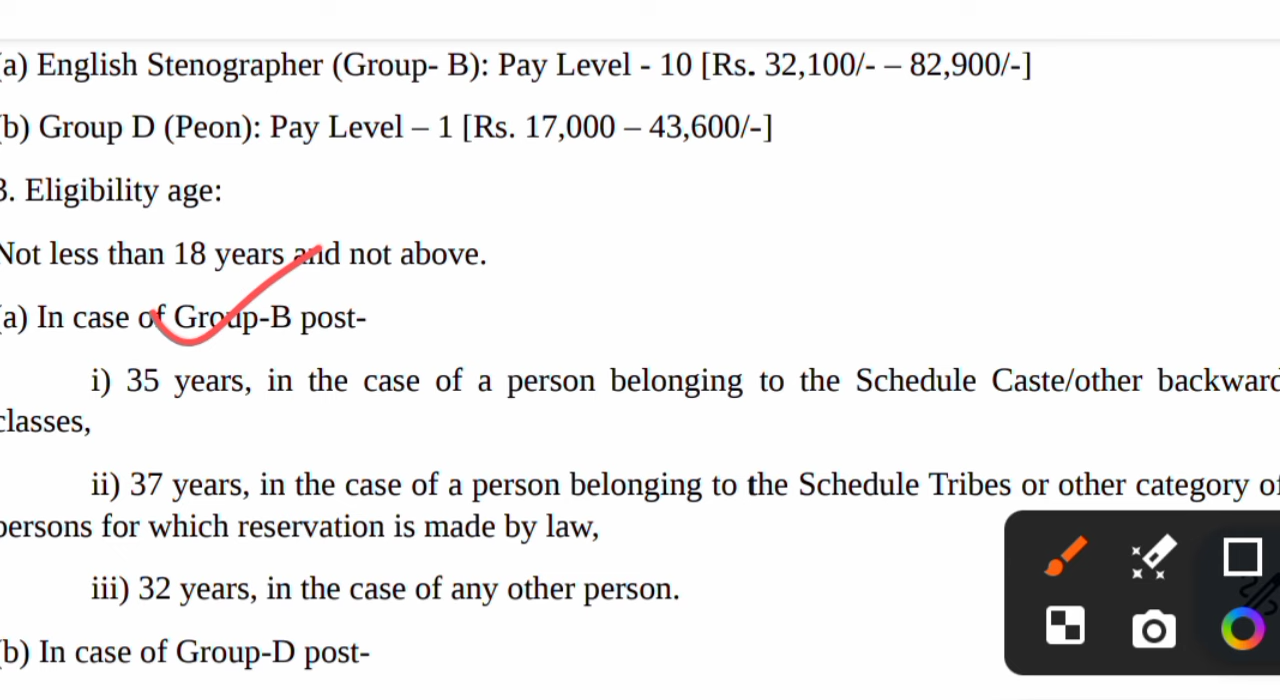 a) English Stenographer (Group- B): Pay Level - 10 [Rs. 32,100/- – 82,900/-]
b) Group D (Peon): Pay Level – 1 [Rs. 17,000 – 43,600/-]
3. Eligibility age:
Not less than 18 years and not above.
a) In case of Group-B post-
i) 35 years, in the case of a person belonging to the Schedule Caste/other backward
classes,
ii) 37 years, in the case of a person belonging to the Schedule Tribes or other category of
persons for which reservation is made by law,
iii) 32 years, in the case of any other person.
b) In case of Group-D post-